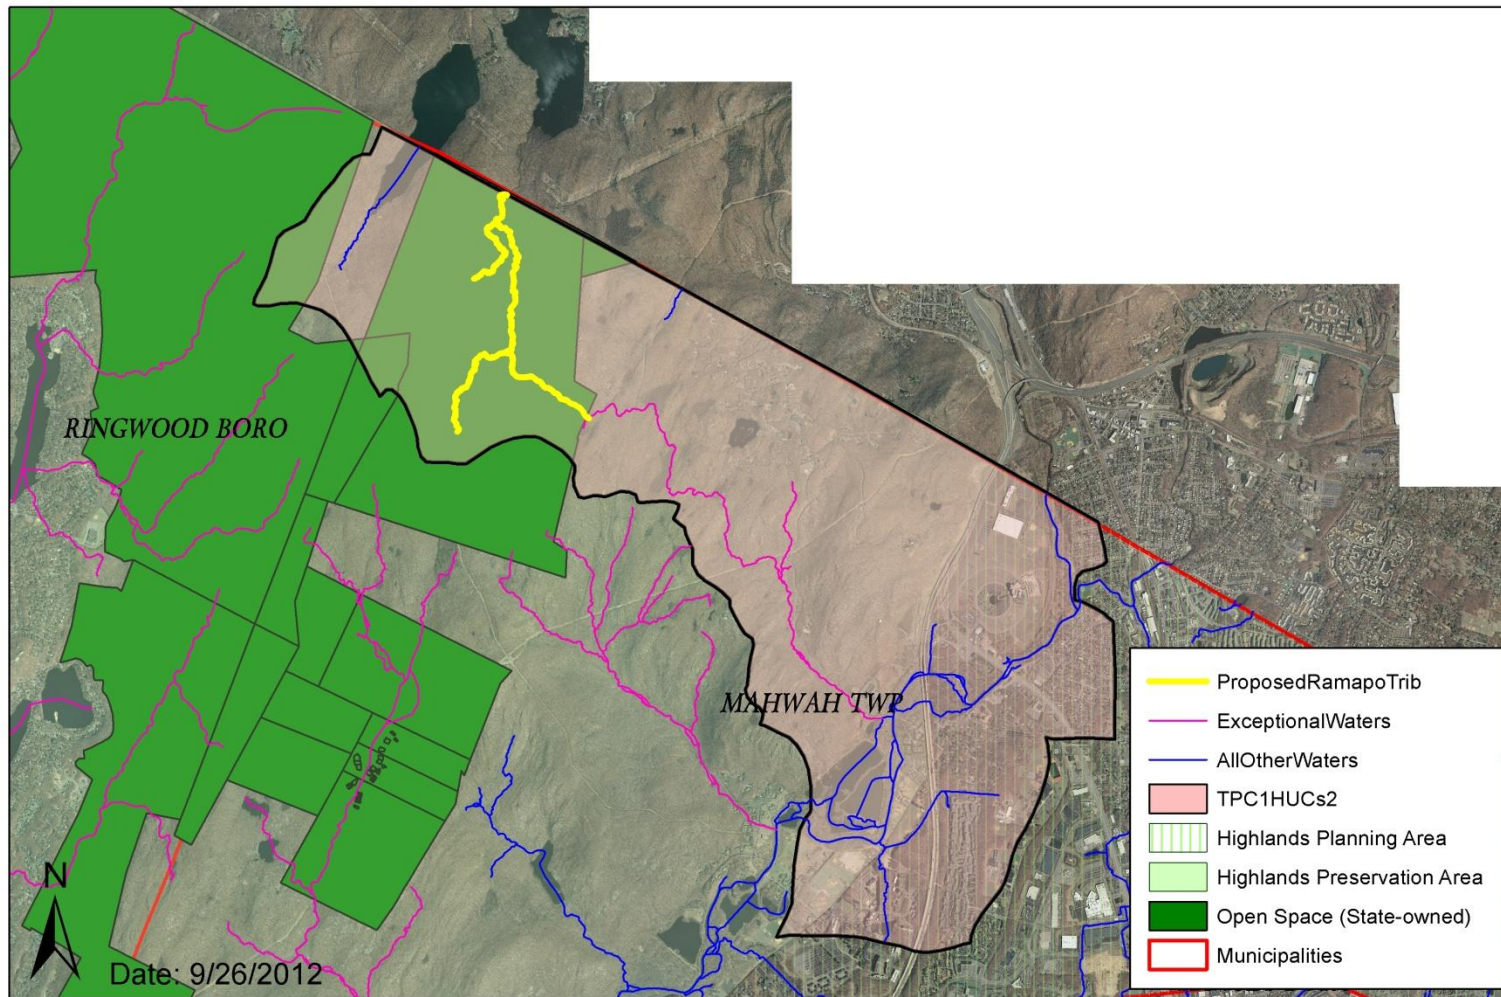 RINGWOOD BORO
MAHWAH TWP
ProposedRamapoTrib
ExceptionalWaters
AllOtherWaters
TPC1HUCs2
Highlands Planning Area
Highlands Preservation Area
Open Space (State-owned)
Municipalities
N
Date: 9/26/2012